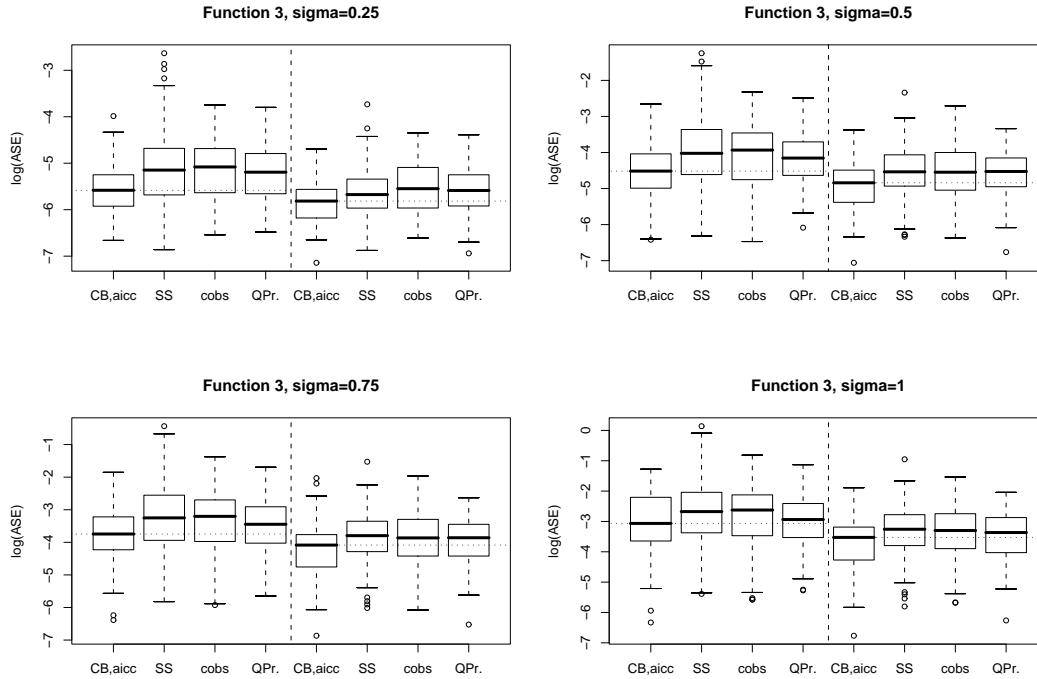 Function 3, sigma=0.25
log(ASE)
-3
-4
-5
-6
-7
CB,aicc SS cobs QPr. CB,aicc SS cobs QPr.
Function 3, sigma=0.5
log(ASE)
-2
-3
-4
-5
-6
-7
CB,aicc SS cobs QPr. CB,aicc SS cobs QPr.
Function 3, sigma=0.75
log(ASE)
-1
-2
-3
-4
-5
-6
-7
CB,aicc SS cobs QPr. CB,aicc SS cobs QPr.
Function 3, sigma=1
log(ASE)
0
-1
-2
-3
-4
-5
-6
-7
CB,aicc SS cobs QPr. CB,aicc SS cobs QPr.